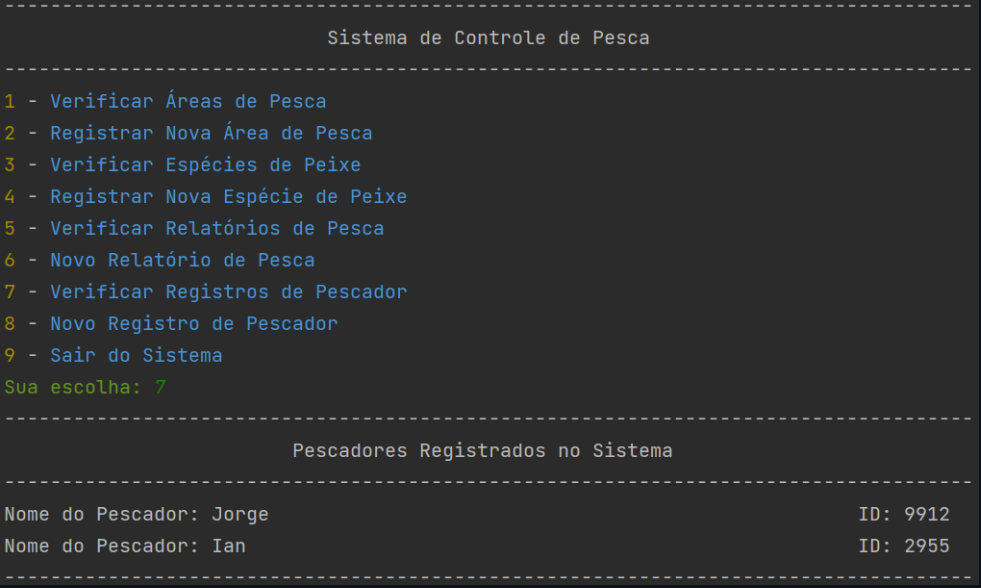 --------------------------------------------------------------------------------
Sistema de Controle de Pesca
--------------------------------------------------------------------------------
1 - Verificar Áreas de Pesca
2 - Registrar Nova Área de Pesca
3 - Verificar Espécies de Peixe
4 - Registrar Nova Espécie de Peixe
5 - Verificar Relatórios de Pesca
6 - Novo Relatório de Pesca
7 - Verificar Registros de Pescador
8 - Novo Registro de Pescador
9 - Sair do Sistema
Sua escolha: 7
--------------------------------------------------------------------------------
Pescadores Registrados no Sistema
--------------------------------------------------------------------------------
Nome do Pescador: Jorge ID: 9912
Nome do Pescador: Ian ID: 2955
--------------------------------------------------------------------------------